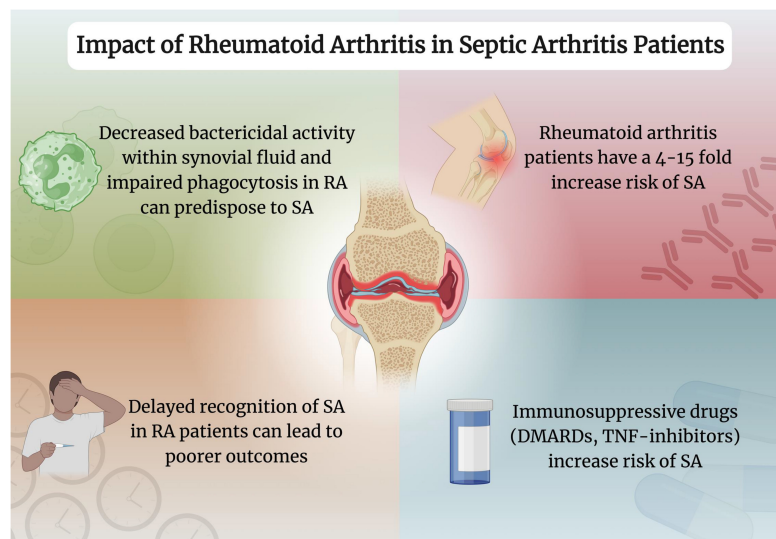 Impact of Rheumatoid Arthritis in Septic Arthritis Patients
Decreased bactericidal activity
within synovial fluid and
impaired phagocytosis in RA
can predispose to SA
Rheumatoid arthritis
patients have a 4-15 fold
increase risk of SA
Delayed recognition of SA
in RA patients can lead to
poorer outcomes
Immunosuppressive drugs
(DMARDs, TNF-inhibitors)
increase risk of SA